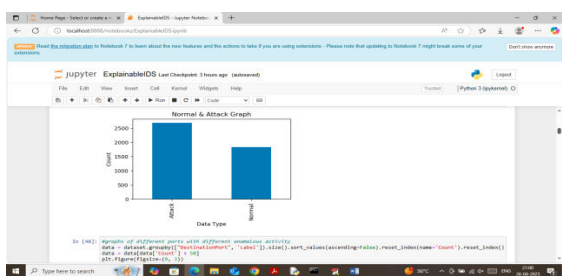 Home Page - Select or create a n
ExplainableIDS - Jupyter Notebo
localhost:8888/notebooks/ExplainableIDS.ipynb
UPDATE Read the migration plan to Notebook 7 to learn about the new features and the actions to take if you are using extensions - Please note that updating to Notebook 7 might break some of your extensions.
Don't show anymore
jupyter ExplainableIDS Last Checkpoint: 3 hours ago (autosaved)
Logout
File Edit View Insert Cell Kernel Widgets Help
Trusted
Python 3 (ipykernel)
Run
Code
Normal & Attack Graph
2500
2000
1500
1000
500
0
Count
Attack
Normal
Data Type
#graphs of different ports with different anomalous activity
data = dataset.groupby(["DestinationPort", 'Label']).size().sort_values(ascending=False).reset_index(name='Count').reset_index()
data = data[data['Count'] > 50]
plt.figure(figsize=(6, 3))
Type here to search
ENG